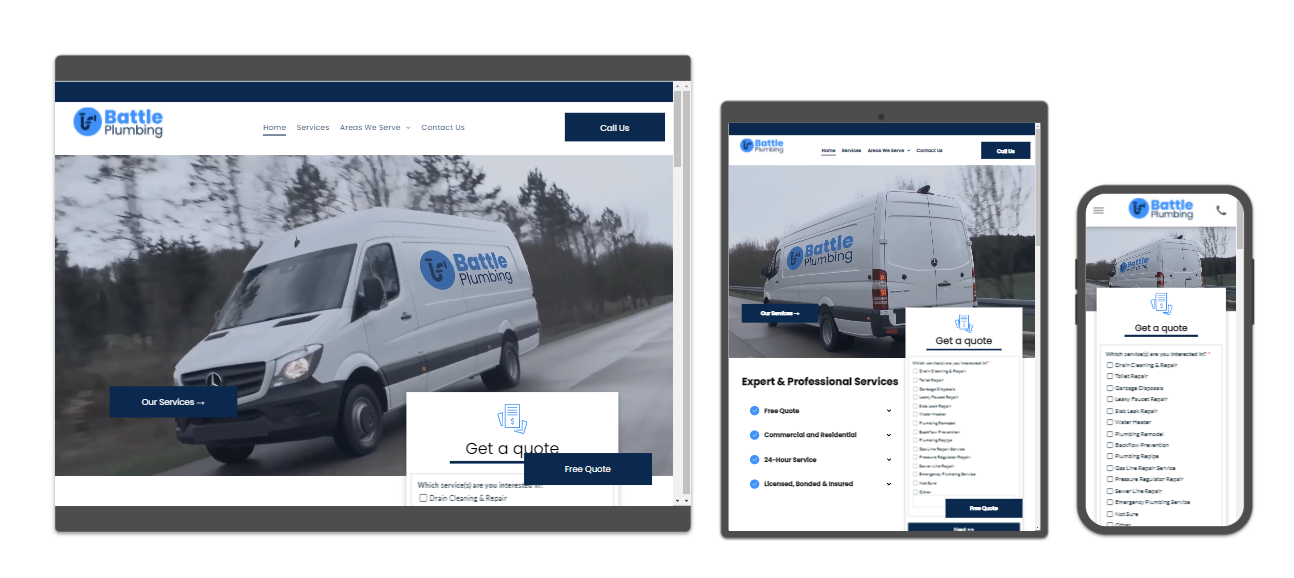 Battle
Plumbing
Home Services Areas We Serve Contact Us
Call Us
Battle
Plumbing
Our Services →
$
Get a quote
Free Quote
Which service(s) are you interested in?
Drain Cleaning & Repair
Battle
Plumbing
Home Services Areas We Serve Contact Us
Call Us
Battle
Plumbing
Our Services →
Get a quote
Expert & Professional Services
Free Quote
Commercial and Residential
24-Hour Service
Licensed, Bonded & Insured
Which service(s) are you interested in? *
Drain Cleaning & Repair
Toilet Repair
Garbage Disposals
Leaky Faucet Repair
Slab Leak Repair
Water Heater
Plumbing Remodel
Backflow Prevention
Plumbing Repipe
Gas Line Repair Service
Pressure Regulator Repair
Sewer Line Repair
Emergency Plumbing Service
Not Sure
Other
Free Quote
Battle
Plumbing
Battle
Plumbing
$
Get a quote
Which service(s) are you interested in? *
Drain Cleaning & Repair
Toilet Repair
Garbage Disposals
Leaky Faucet Repair
Slab Leak Repair
Water Heater
Plumbing Remodel
Backflow Prevention
Plumbing Repipe
Gas Line Repair Service
Pressure Regulator Repair
Sewer Line Repair
Emergency Plumbing Service
Not Sure
Other